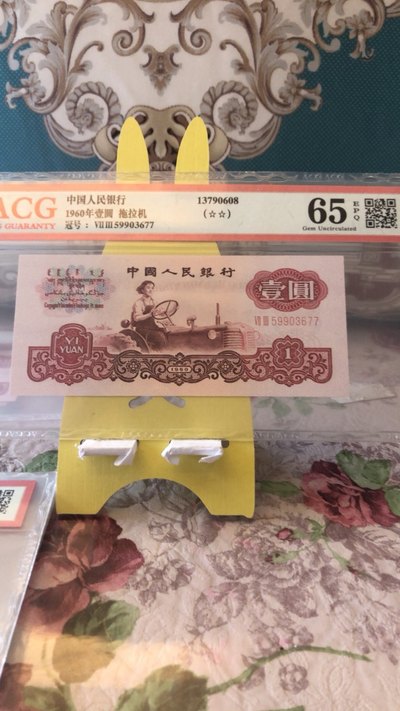 ACG
GUARANTY
中国人民银行
1960年壹圆 拖拉机
冠号: Ⅶ Ⅲ 59903677
13790608
(☆☆)
65
EPQ
Gem Uncirculated
中國人民銀行
壹圓
Ⅶ Ⅲ 59903677
YI
YUAN
1
1960